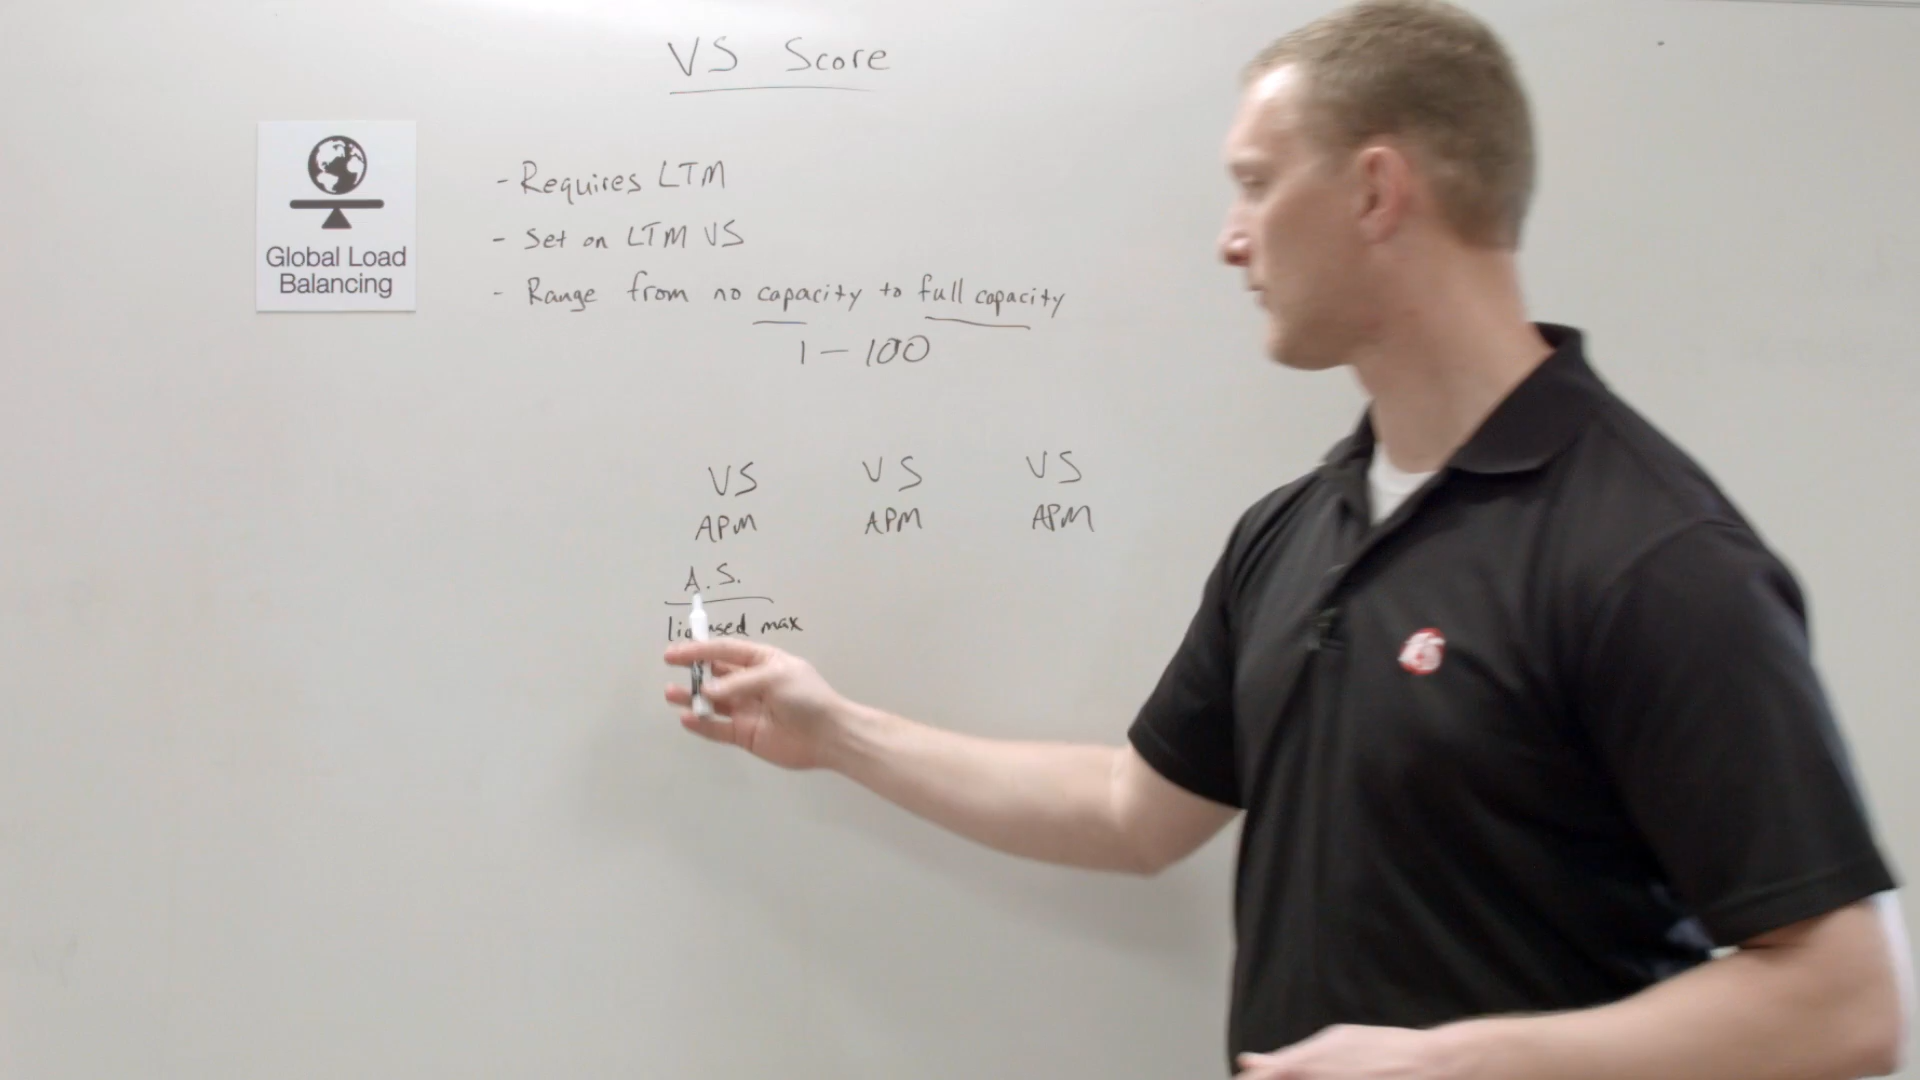 VS Score
Global Load
Balancing
- Requires LTM
- Set on LTM VS
- Range from no capacity to full capacity
1 - 100
VS VS VS
APM APM APM
A.S.
licensed max
f5